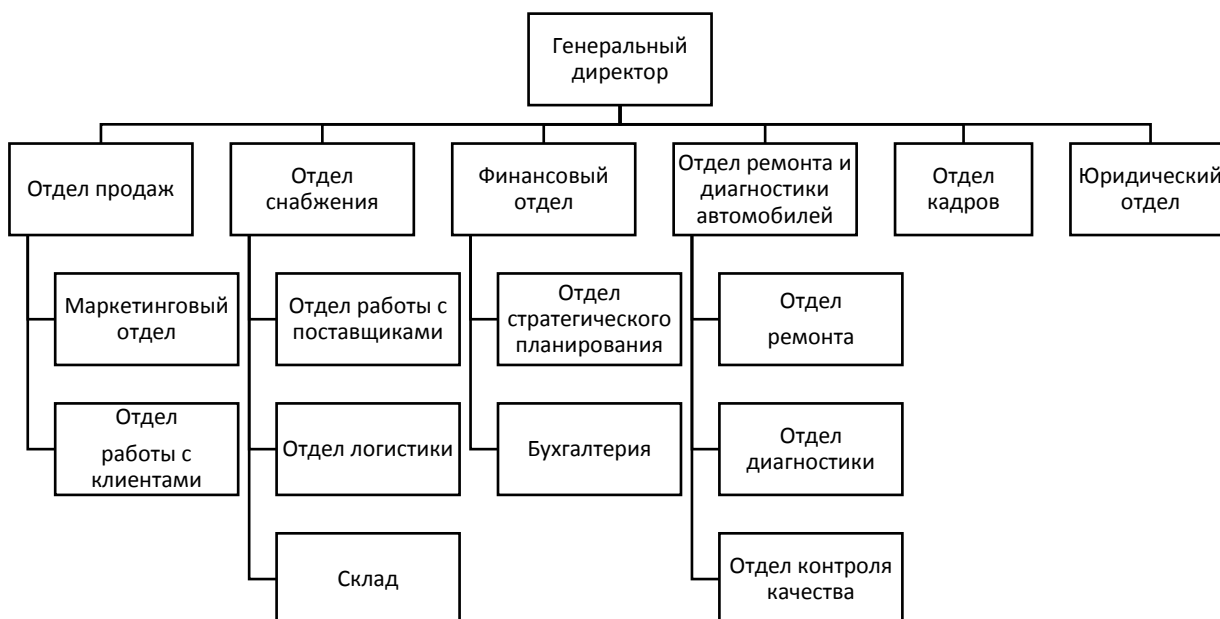 Генеральный
директор
Отдел продаж
Отдел
снабжения
Финансовый
отдел
Отдел ремонта и
диагностики
автомобилей
Отдел
кадров
Юридический
отдел
Маркетинговый
отдел
Отдел работы с
поставщиками
Отдел
стратегического
планирования
Отдел
ремонта
Отдел
работы с
клиентами
Отдел логистики
Бухгалтерия
Отдел
диагностики
Склад
Отдел контроля
качества